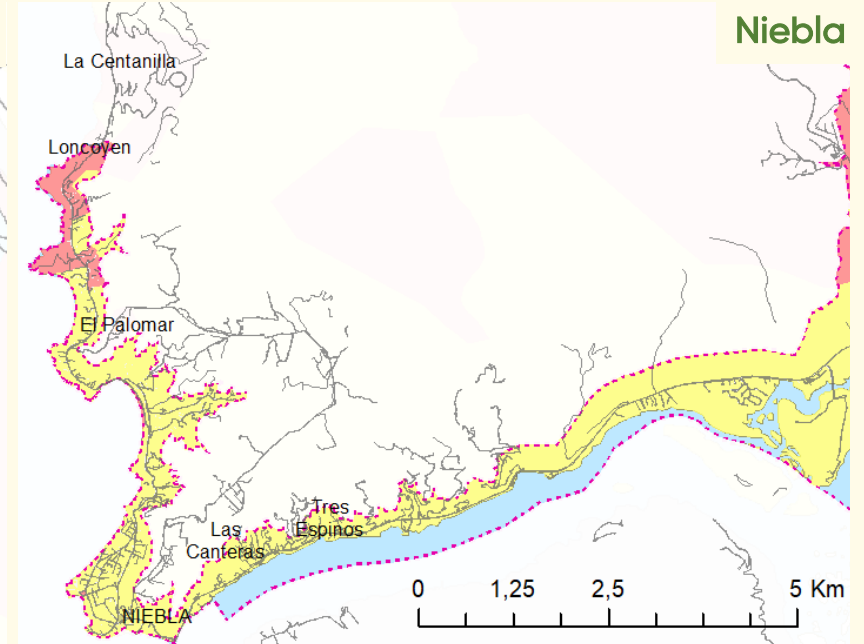 Niebla
La Centanilla
Loncoyen
El Palomar
Tres
Espinos
Las
Canteras
NIEBLA
0 1,25 2,5 5 Km